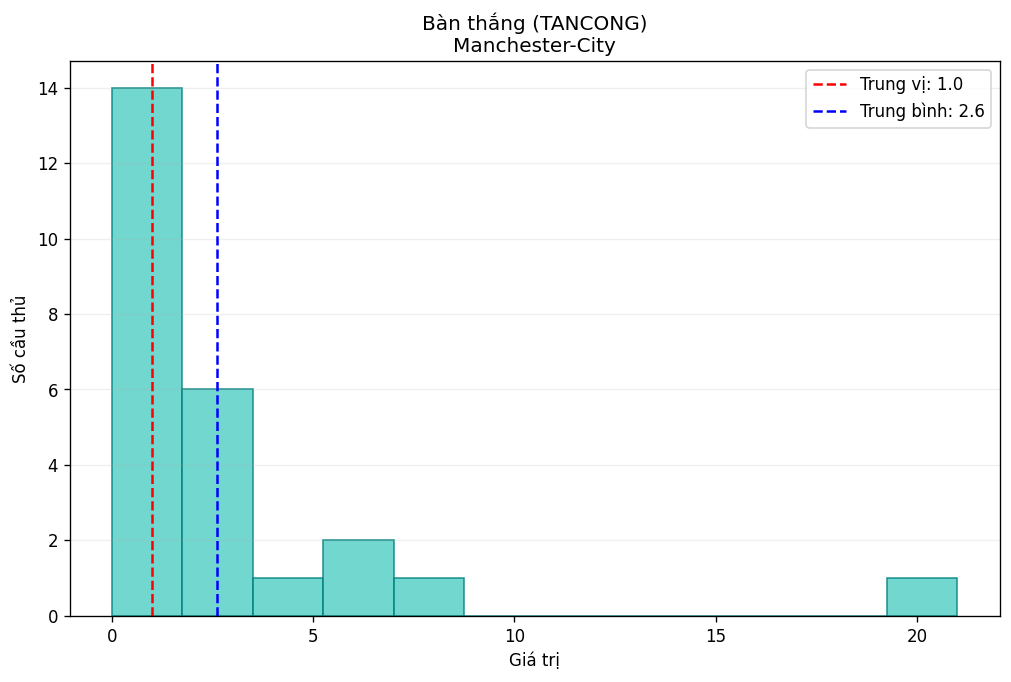 Bàn thắng (TANCONG)
Manchester-City
Trung vị: 1.0
Trung bình: 2.6
Số cầu thủ
14
12
10
8
6
4
2
0
0
5
10
15
20
Giá trị